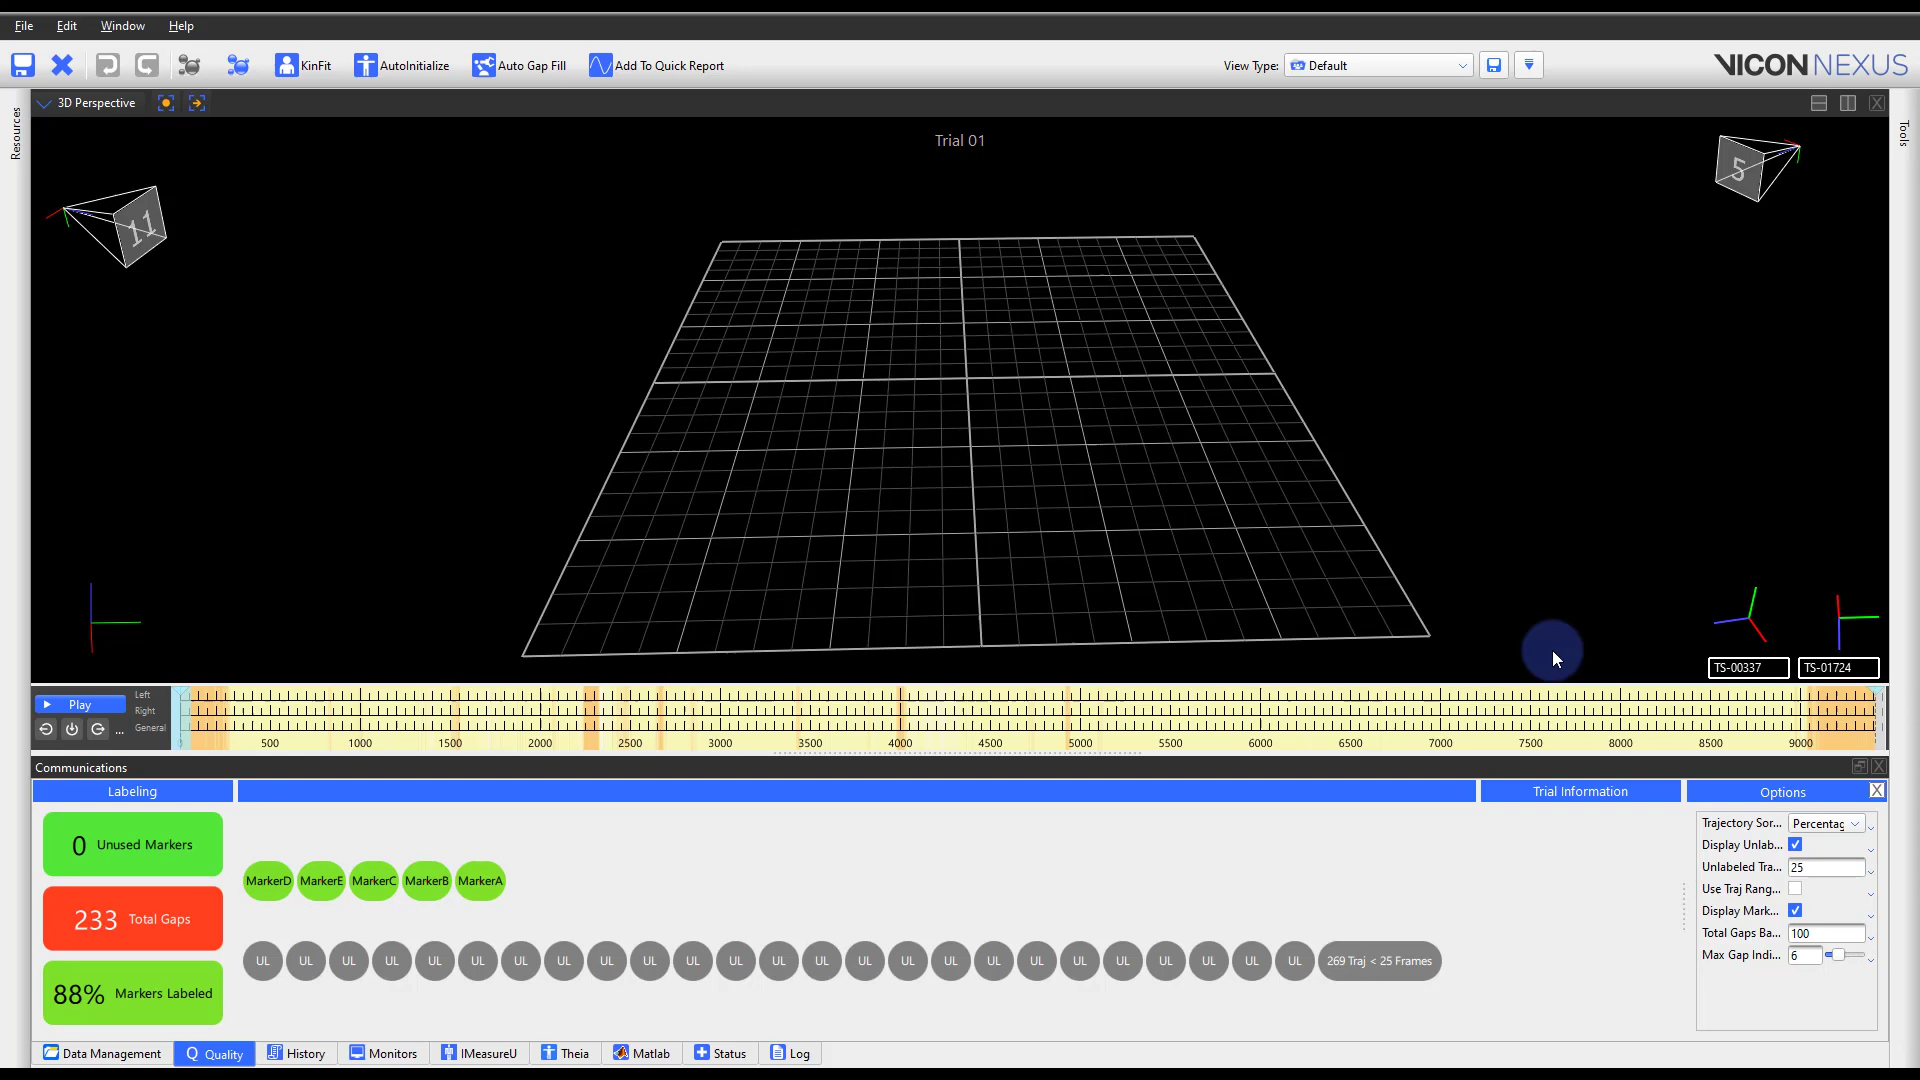 File Edit Window Help
KinFit AutoInitialize Auto Gap Fill Add To Quick Report View Type: Default VICON NEXUS
Resources
3D Perspective
Tools
Trial 01
11
5
TS-00337 TS-01724
Play
Left
Right
General
...
500 1000 1500 2000 2500 3000 3500 4000 4500 5000 5500 6000 6500 7000 7500 8000 8500 9000
Communications
Labeling Trial Information Options
0 Unused Markers
233 Total Gaps
88% Markers Labeled
MarkerD MarkerE MarkerC MarkerB MarkerA
UL UL UL UL UL UL UL UL UL UL UL UL UL UL UL UL UL UL UL UL UL UL UL UL UL 269 Traj < 25 Frames
Trajectory Sor... Percentag
Display Unlab...
Unlabeled Tra... 25
Use Traj Rang...
Display Mark...
Total Gaps Ba... 100
Max Gap Indi... 6
Data Management Quality History Monitors IMeasureU Theia Matlab Status Log